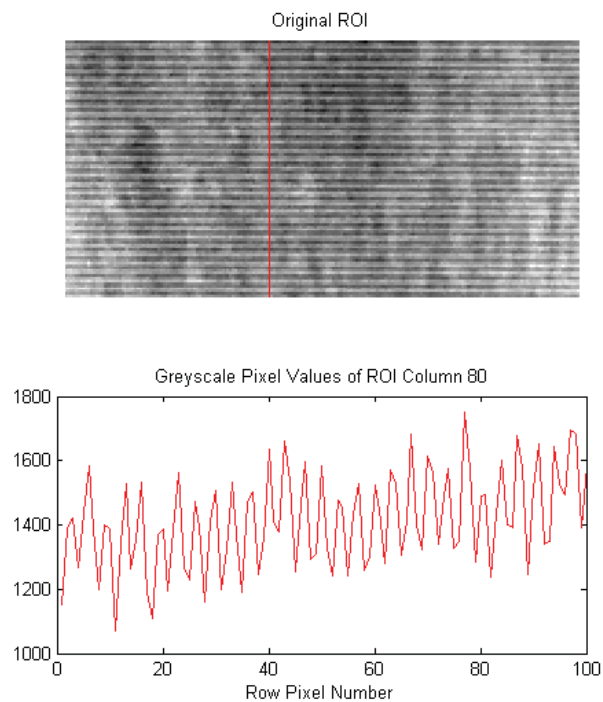 Original ROI
Greyscale Pixel Values of ROI Column 80
1800
1600
1400
1200
1000
0 20 40 60 80 100
Row Pixel Number